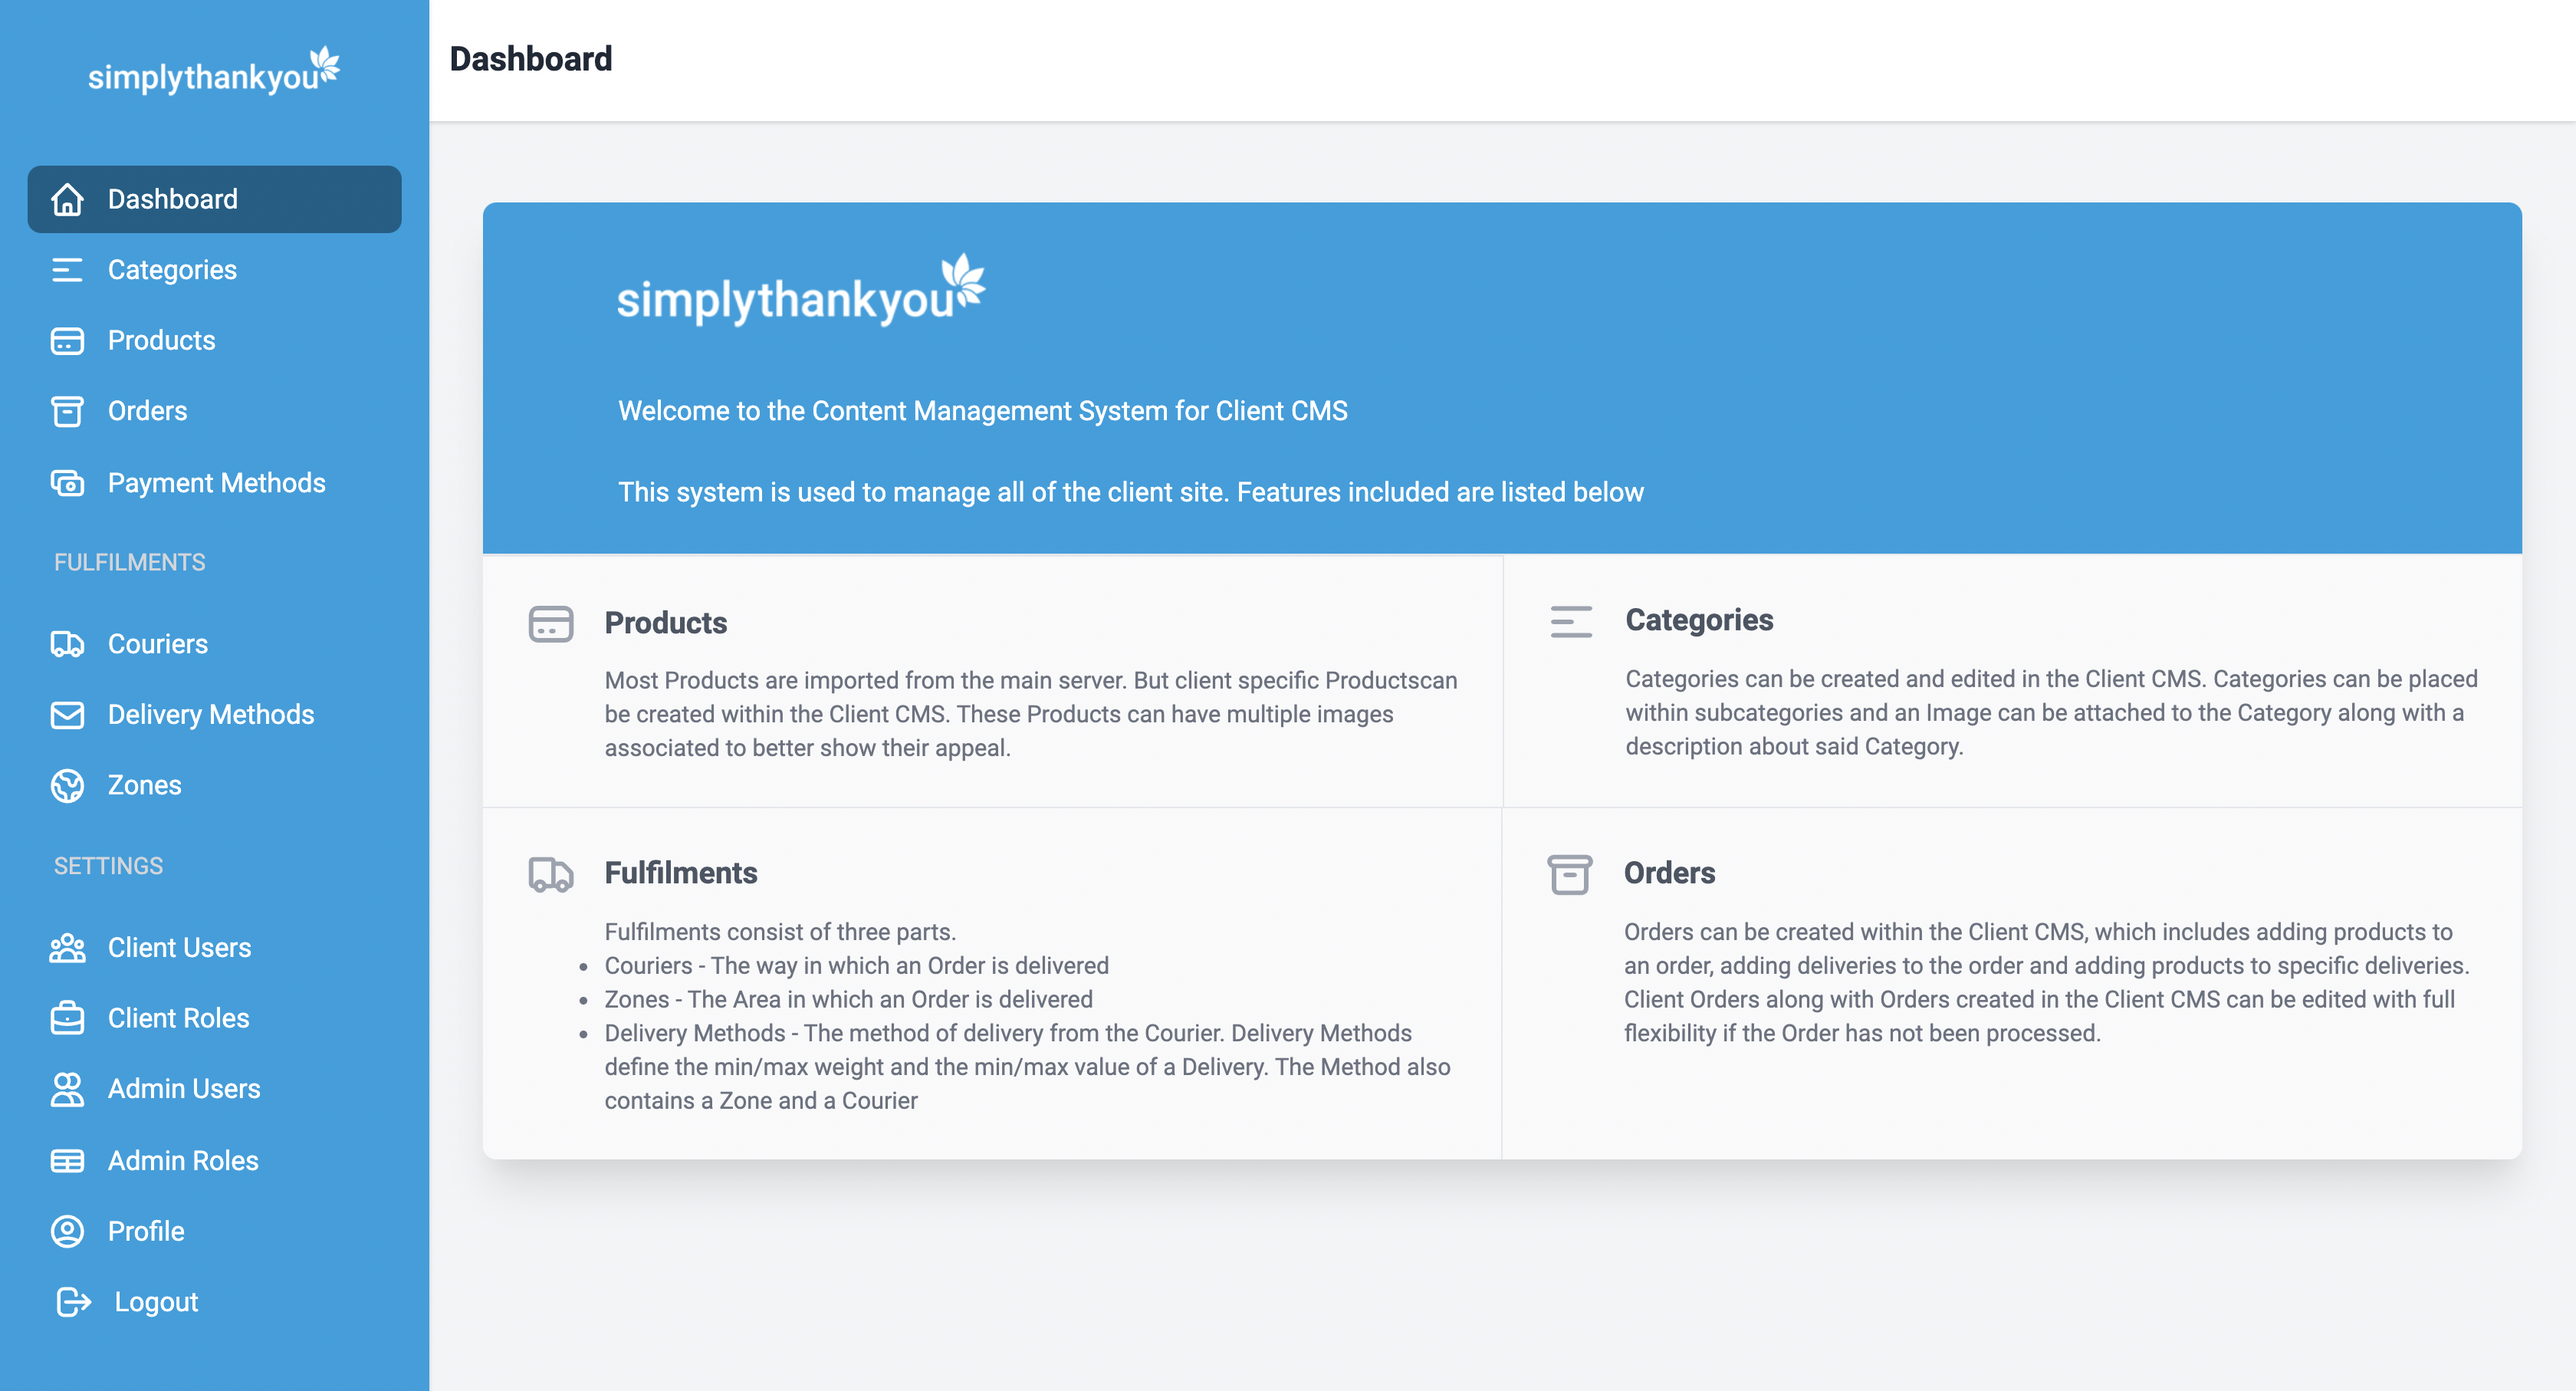 simplythankyou
Dashboard
Categories
Products
Orders
Payment Methods
FULFILMENTS
Couriers
Delivery Methods
Zones
SETTINGS
Client Users
Client Roles
Admin Users
Admin Roles
Profile
Logout
Dashboard
simplythankyou
Welcome to the Content Management System for Client CMS
This system is used to manage all of the client site. Features included are listed below
Products
Most Products are imported from the main server. But client specific Productscan
be created within the Client CMS. These Products can have multiple images
associated to better show their appeal.
Categories
Categories can be created and edited in the Client CMS. Categories can be placed
within subcategories and an Image can be attached to the Category along with a
description about said Category.
Fulfilments
Fulfilments consist of three parts.
• Couriers - The way in which an Order is delivered
• Zones - The Area in which an Order is delivered
• Delivery Methods - The method of delivery from the Courier. Delivery Methods
define the min/max weight and the min/max value of a Delivery. The Method also
contains a Zone and a Courier
Orders
Orders can be created within the Client CMS, which includes adding products to
an order, adding deliveries to the order and adding products to specific deliveries.
Client Orders along with Orders created in the Client CMS can be edited with full
flexibility if the Order has not been processed.